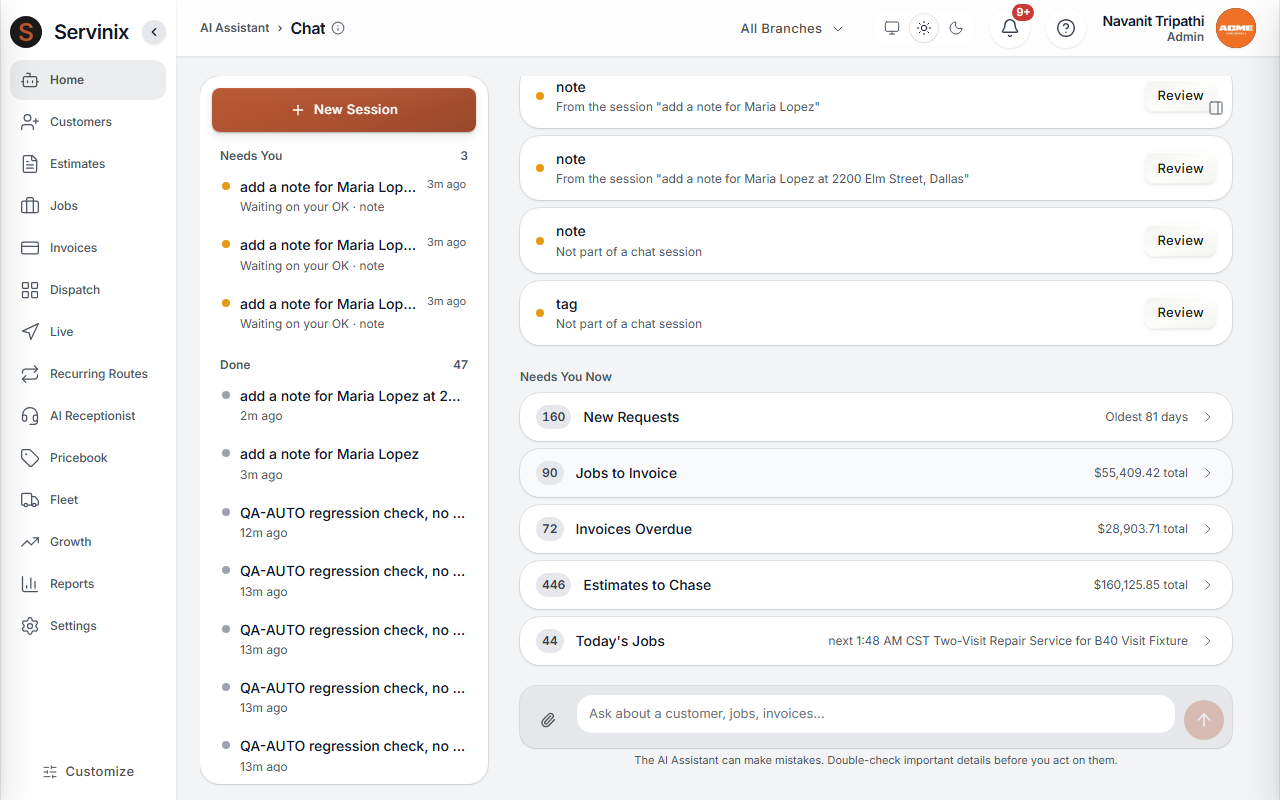 S Servinix
Home
Customers
Estimates
Jobs
Invoices
Dispatch
Live
Recurring Routes
AI Receptionist
Pricebook
Fleet
Growth
Reports
Settings
Customize
AI Assistant › Chat
All Branches
9+
Navanit Tripathi
Admin
ACME
+ New Session
Needs You 3
add a note for Maria Lop... 3m ago
Waiting on your OK · note
add a note for Maria Lop... 3m ago
Waiting on your OK · note
add a note for Maria Lop... 3m ago
Waiting on your OK · note
Done 47
add a note for Maria Lopez at 2...
2m ago
add a note for Maria Lopez
3m ago
QA-AUTO regression check, no ...
12m ago
QA-AUTO regression check, no ...
13m ago
QA-AUTO regression check, no ...
13m ago
QA-AUTO regression check, no ...
13m ago
QA-AUTO regression check, no ...
13m ago
note
From the session "add a note for Maria Lopez"
Review
note
From the session "add a note for Maria Lopez at 2200 Elm Street, Dallas"
Review
note
Not part of a chat session
Review
tag
Not part of a chat session
Review
Needs You Now
160 New Requests Oldest 81 days
90 Jobs to Invoice $55,409.42 total
72 Invoices Overdue $28,903.71 total
446 Estimates to Chase $160,125.85 total
44 Today's Jobs next 1:48 AM CST Two-Visit Repair Service for B40 Visit Fixture
Ask about a customer, jobs, invoices...
The AI Assistant can make mistakes. Double-check important details before you act on them.